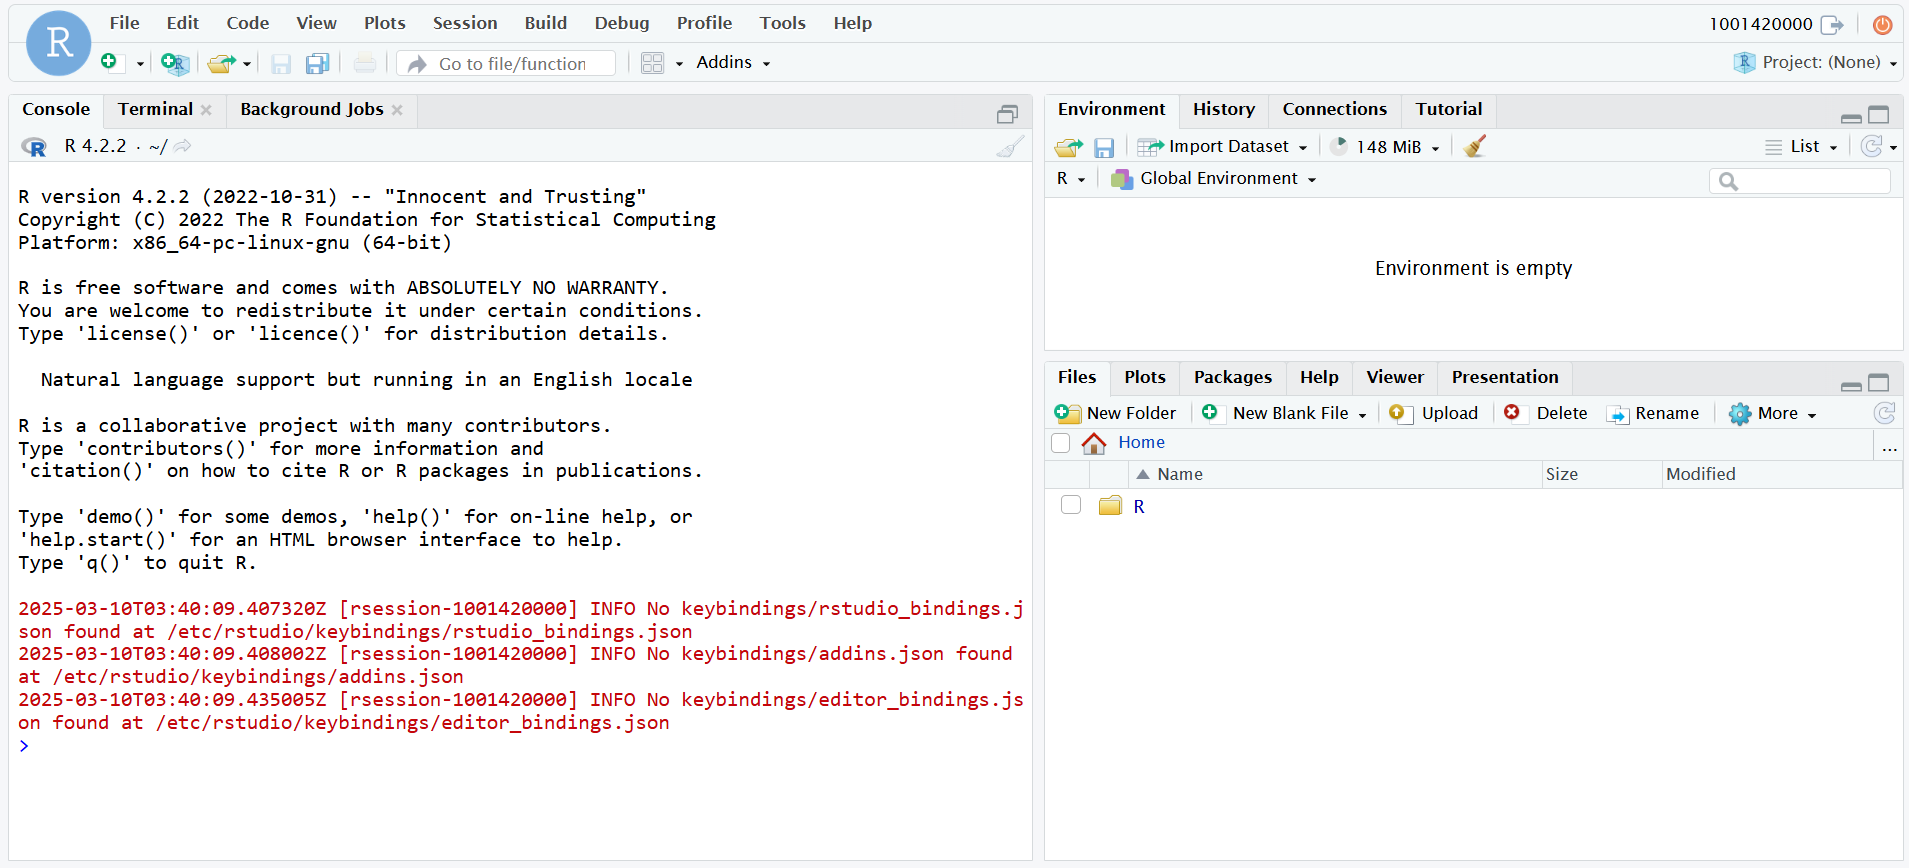 File Edit Code View Plots Session Build Debug Profile Tools Help
1001420000
R
Go to file/function
Addins
Project: (None)
Console Terminal Background Jobs
R 4.2.2 · ~/
R version 4.2.2 (2022-10-31) -- "Innocent and Trusting"
Copyright (C) 2022 The R Foundation for Statistical Computing
Platform: x86_64-pc-linux-gnu (64-bit)
R is free software and comes with ABSOLUTELY NO WARRANTY.
You are welcome to redistribute it under certain conditions.
Type 'license()' or 'licence()' for distribution details.
Natural language support but running in an English locale
R is a collaborative project with many contributors.
Type 'contributors()' for more information and
'citation()' on how to cite R or R packages in publications.
Type 'demo()' for some demos, 'help()' for on-line help, or
'help.start()' for an HTML browser interface to help.
Type 'q()' to quit R.
2025-03-10T03:40:09.407320Z [rsession-1001420000] INFO No keybindings/rstudio_bindings.j
son found at /etc/rstudio/keybindings/rstudio_bindings.json
2025-03-10T03:40:09.408002Z [rsession-1001420000] INFO No keybindings/addins.json found
at /etc/rstudio/keybindings/addins.json
2025-03-10T03:40:09.435005Z [rsession-1001420000] INFO No keybindings/editor_bindings.js
on found at /etc/rstudio/keybindings/editor_bindings.json
>
Environment History Connections Tutorial
Import Dataset 148 MiB List
R Global Environment
Environment is empty
Files Plots Packages Help Viewer Presentation
New Folder New Blank File Upload Delete Rename More
Home ...
Name Size Modified
R